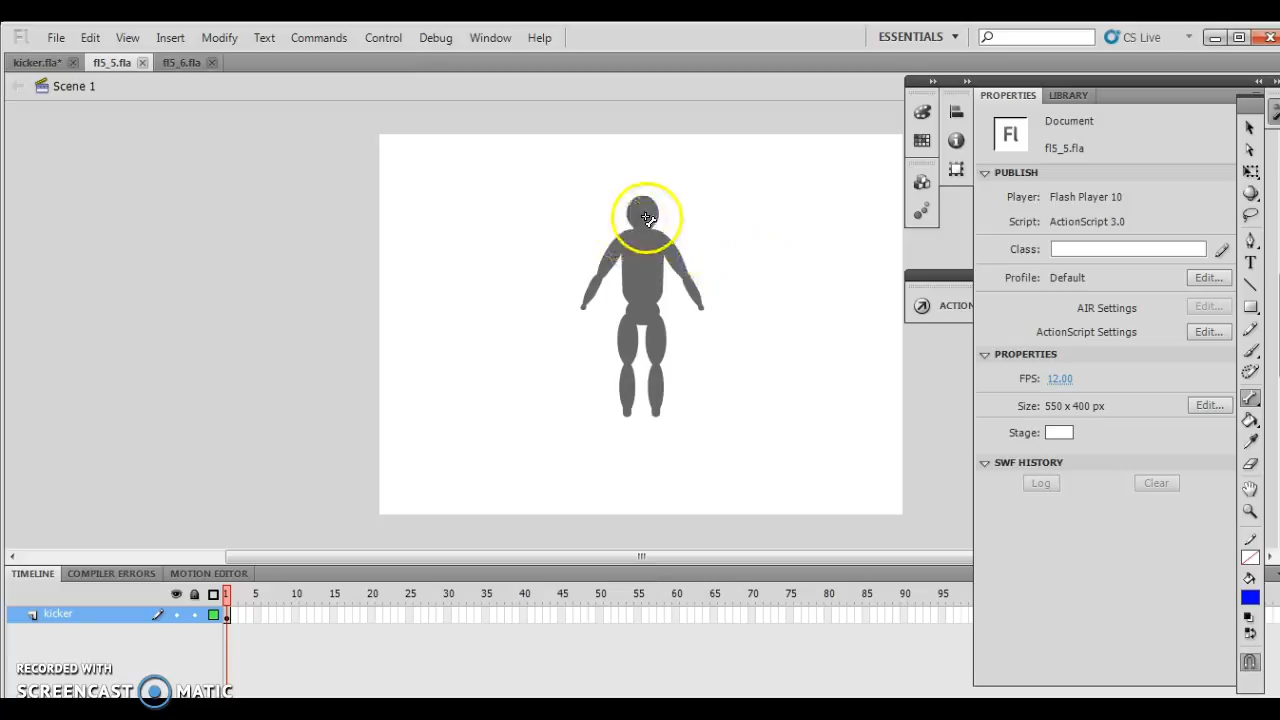 Fl File Edit View Insert Modify Text Commands Control Debug Window Help ESSENTIALS CS Live
kicker.fla* fl5_5.fla fl5_6.fla
Scene 1
PROPERTIES LIBRARY
Fl Document
fl5_5.fla
PUBLISH
Player: Flash Player 10
Script: ActionScript 3.0
Class:
Profile: Default Edit...
AIR Settings Edit...
ACTION
ActionScript Settings Edit...
PROPERTIES
FPS: 12.00
Size: 550 x 400 px Edit...
Stage:
SWF HISTORY
Log Clear
T
TIMELINE COMPILER ERRORS MOTION EDITOR
1 5 10 15 20 25 30 35 40 45 50 55 60 65 70 75 80 85 90 95
kicker
RECORDED WITH
SCREENCAST MATIC